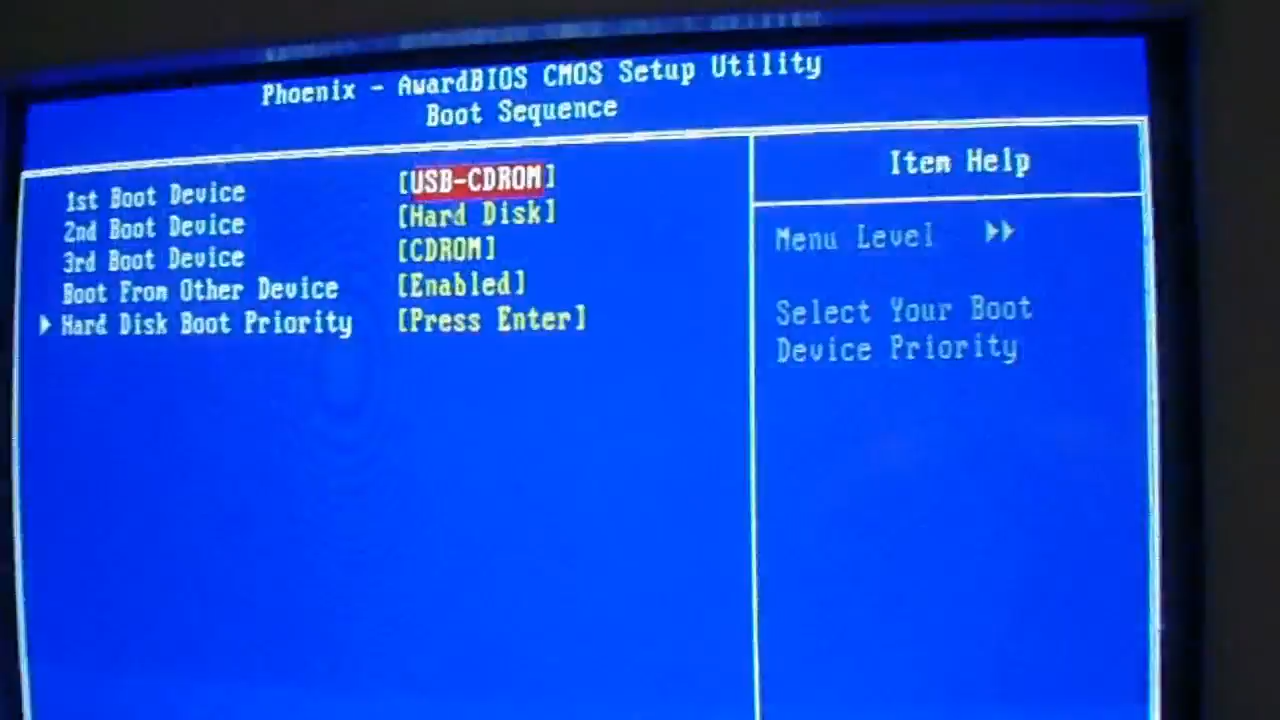 Phoenix - AwardBIOS CMOS Setup Utility
Boot Sequence
1st Boot Device [USB-CDROM]
2nd Boot Device [Hard Disk]
3rd Boot Device [CDROM]
Boot From Other Device [Enabled]
Hard Disk Boot Priority [Press Enter]
Item Help
Menu Level
Select Your Boot
Device Priority